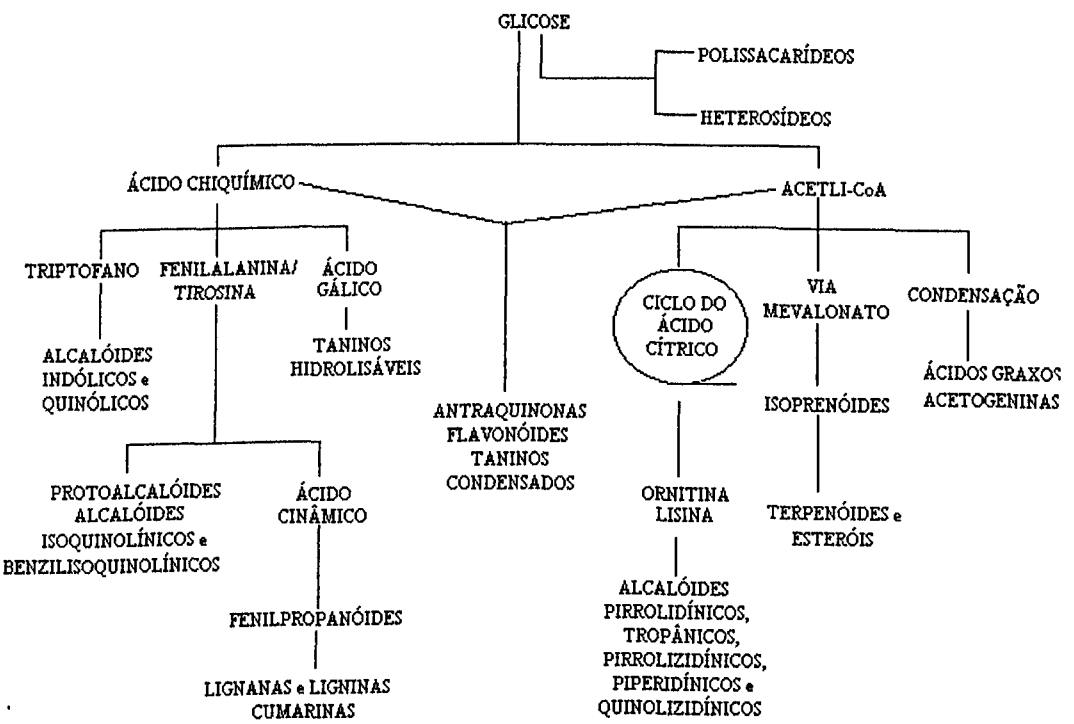 GLICOSE
POLISSACARÍDEOS
HETEROSÍDEOS
ÁCIDO CHIQUÍMICO
ACETLI-CoA
TRIPTOFANO
FENILALANINA/
TIROSINA
ÁCIDO
GÁLICO
CICLO DO
ÁCIDO
CÍTRICO
VIA
MEVALONATO
CONDENSAÇÃO
ALCALÓIDES
INDÓLICOS e
QUINÓLICOS
TANINOS
HIDROLISÁVEIS
ANTRAQUINONAS
FLAVONÓIDES
TANINOS
CONDENSADOS
ISOPRENÓIDES
ÁCIDOS GRAXOS
ACETOGENINAS
PROTOALCALÓIDES
ALCALÓIDES
ISOQUINOLÍNICOS e
BENZILISOQUINOLÍNICOS
ÁCIDO
CINÂMICO
ORNITINA
LISINA
TERPENÓIDES e
ESTERÓIS
FENILPROPANÓIDES
ALCALÓIDES
PIRROLIDÍNICOS,
TROPÂNICOS,
PIRROLIZIDÍNICOS,
PIPERIDÍNICOS e
QUINOLIZIDÍNICOS
LIGNANAS e LIGNINAS
CUMARINAS